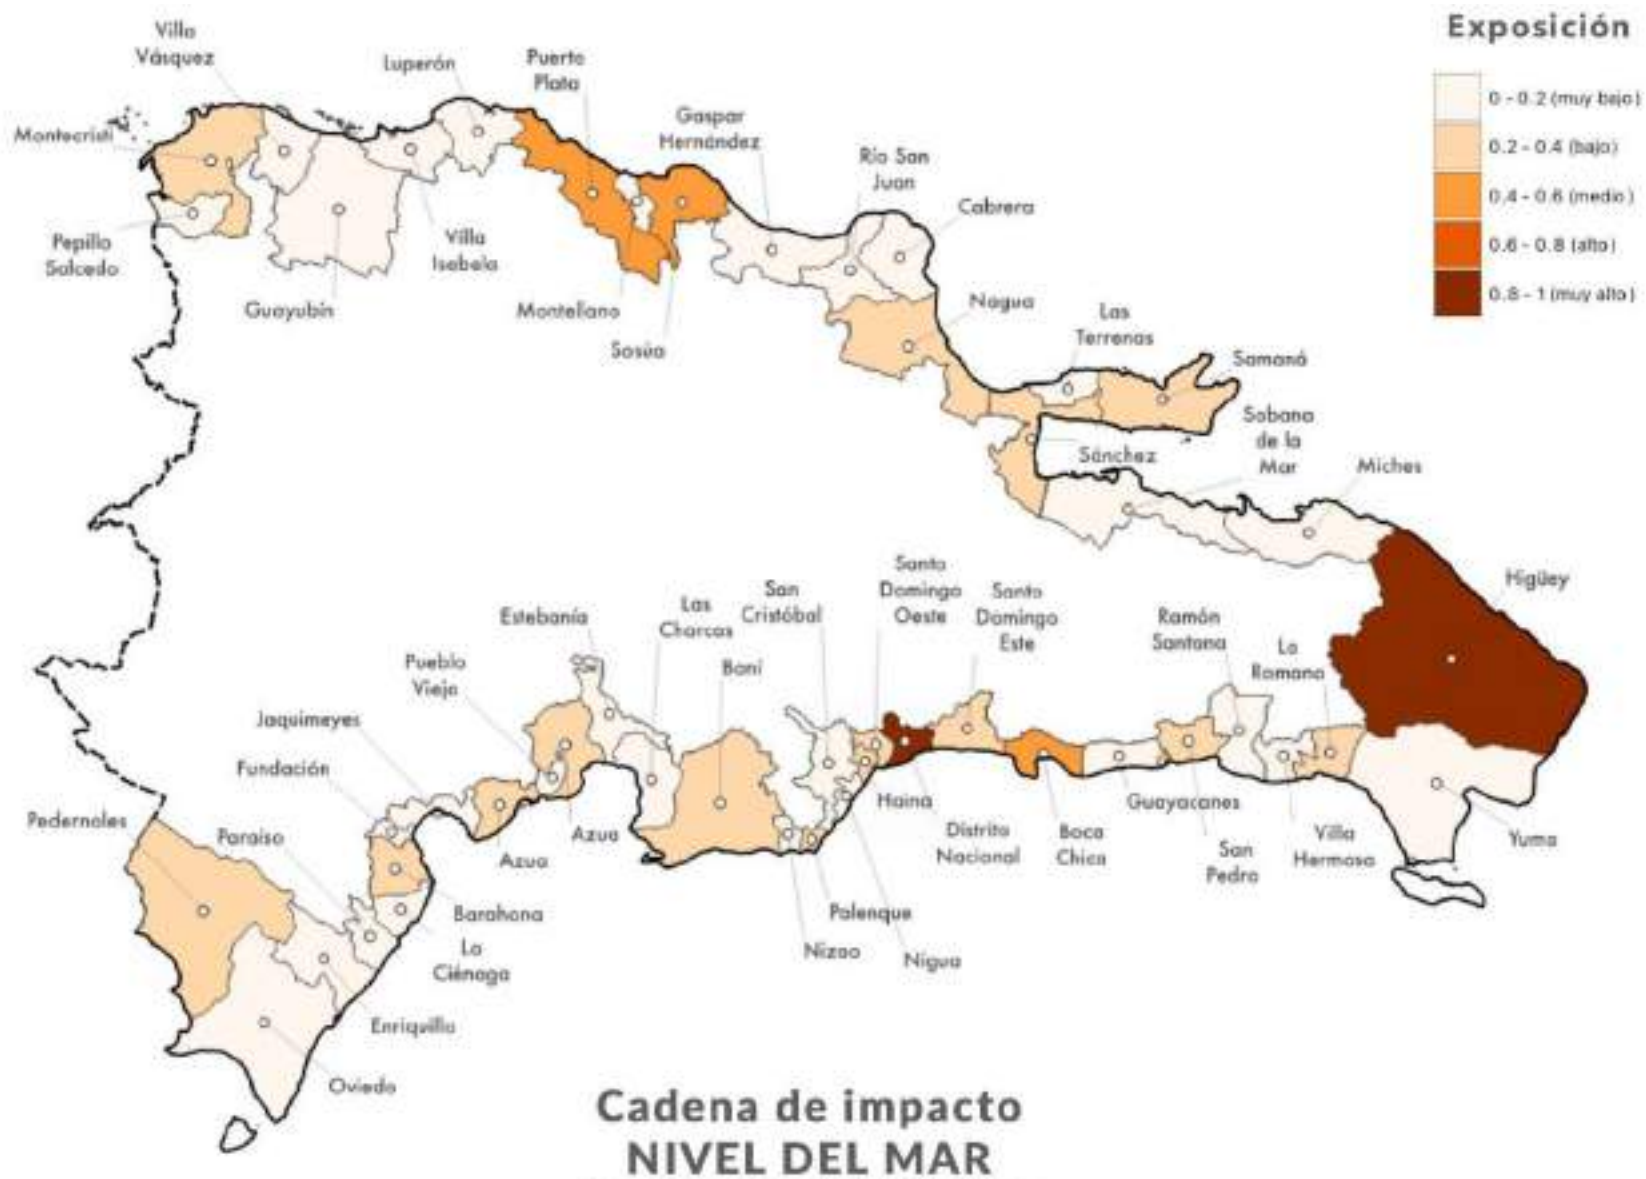 Exposición
0 - 0.2 (muy bajo)
0.2 - 0.4 (bajo)
0.4 - 0.6 (medio)
0.6 - 0.8 (alto)
0.8 - 1 (muy alto)
Villa
Vásquez
Luperón
Puerto
Plata
Montecristi
Gaspar
Hernández
Río San
Juan
Cabrera
Pepillo
Salcedo
Villa
Isabela
Guayubín
Montellano
Sosúa
Nagua
Las
Terrenas
Samaná
Sabana
de la
Mar
Sánchez
Miches
Higüey
Santo
Domingo
Oeste
Santo
Domingo
Este
San
Cristóbal
Las
Charcas
Estebanía
Baní
Pueblo
Viejo
Ramón
Santana
La
Romana
Jaquimeyes
Fundación
Pedernales
Paraíso
Azua
Azua
Haina
Distrito
Nacional
Boca
Chica
Guayacanes
San
Pedro
Villa
Hermosa
Yuma
Barahona
La
Ciénaga
Palenque
Nizao
Nigua
Enriquillo
Oviedo
Cadena de impacto
NIVEL DEL MAR